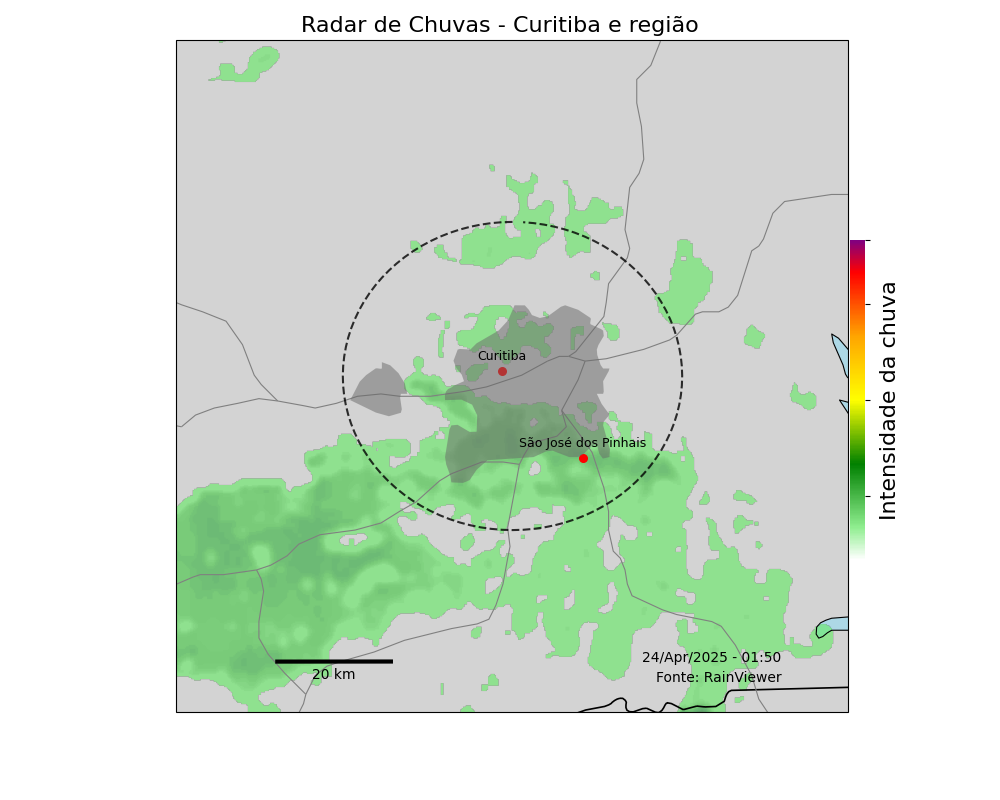 Radar de Chuvas - Curitiba e região
Curitiba
São José dos Pinhais
Intensidade da chuva
24/Apr/2025 - 01:50
20 km
Fonte: RainViewer